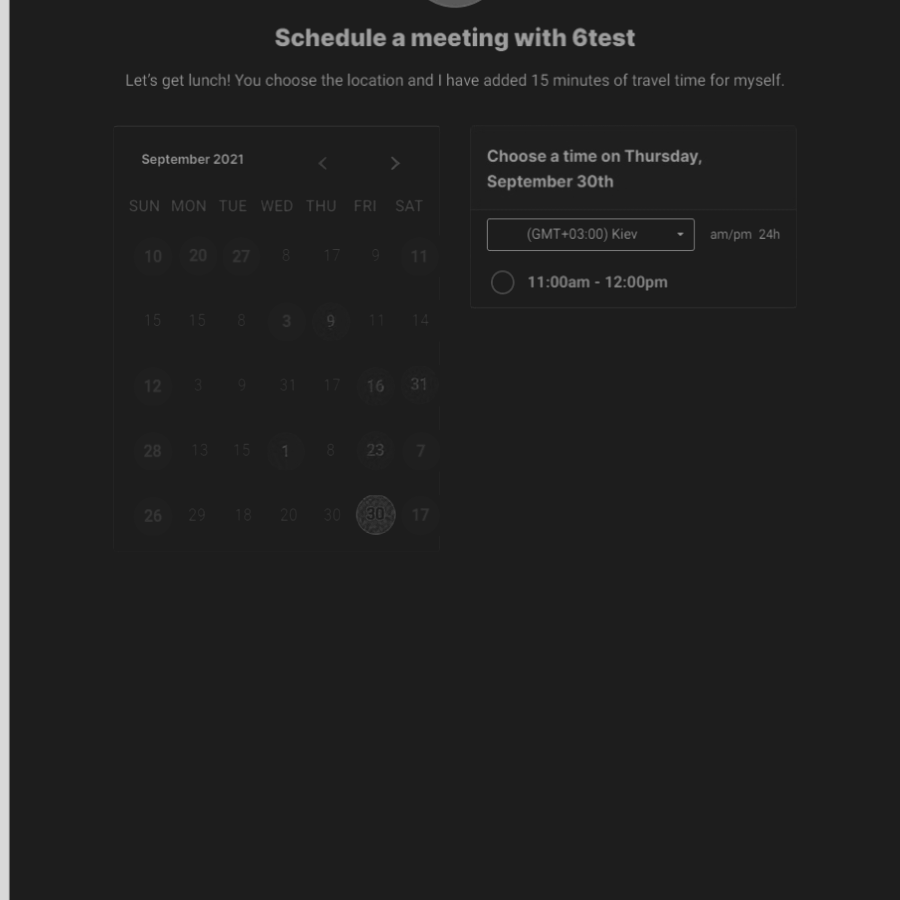 Schedule a meeting with 6test
Let's get lunch! You choose the location and I have added 15 minutes of travel time for myself.
September 2021
SUN MON TUE WED THU FRI SAT
10 20 27 8 17 9 11
15 15 8 3 9 11 14
12 3 9 31 17 16 31
28 13 15 1 8 23 7
26 29 18 20 30 30 17
Choose a time on Thursday,
September 30th
(GMT+03:00) Kiev
am/pm 24h
11:00am - 12:00pm